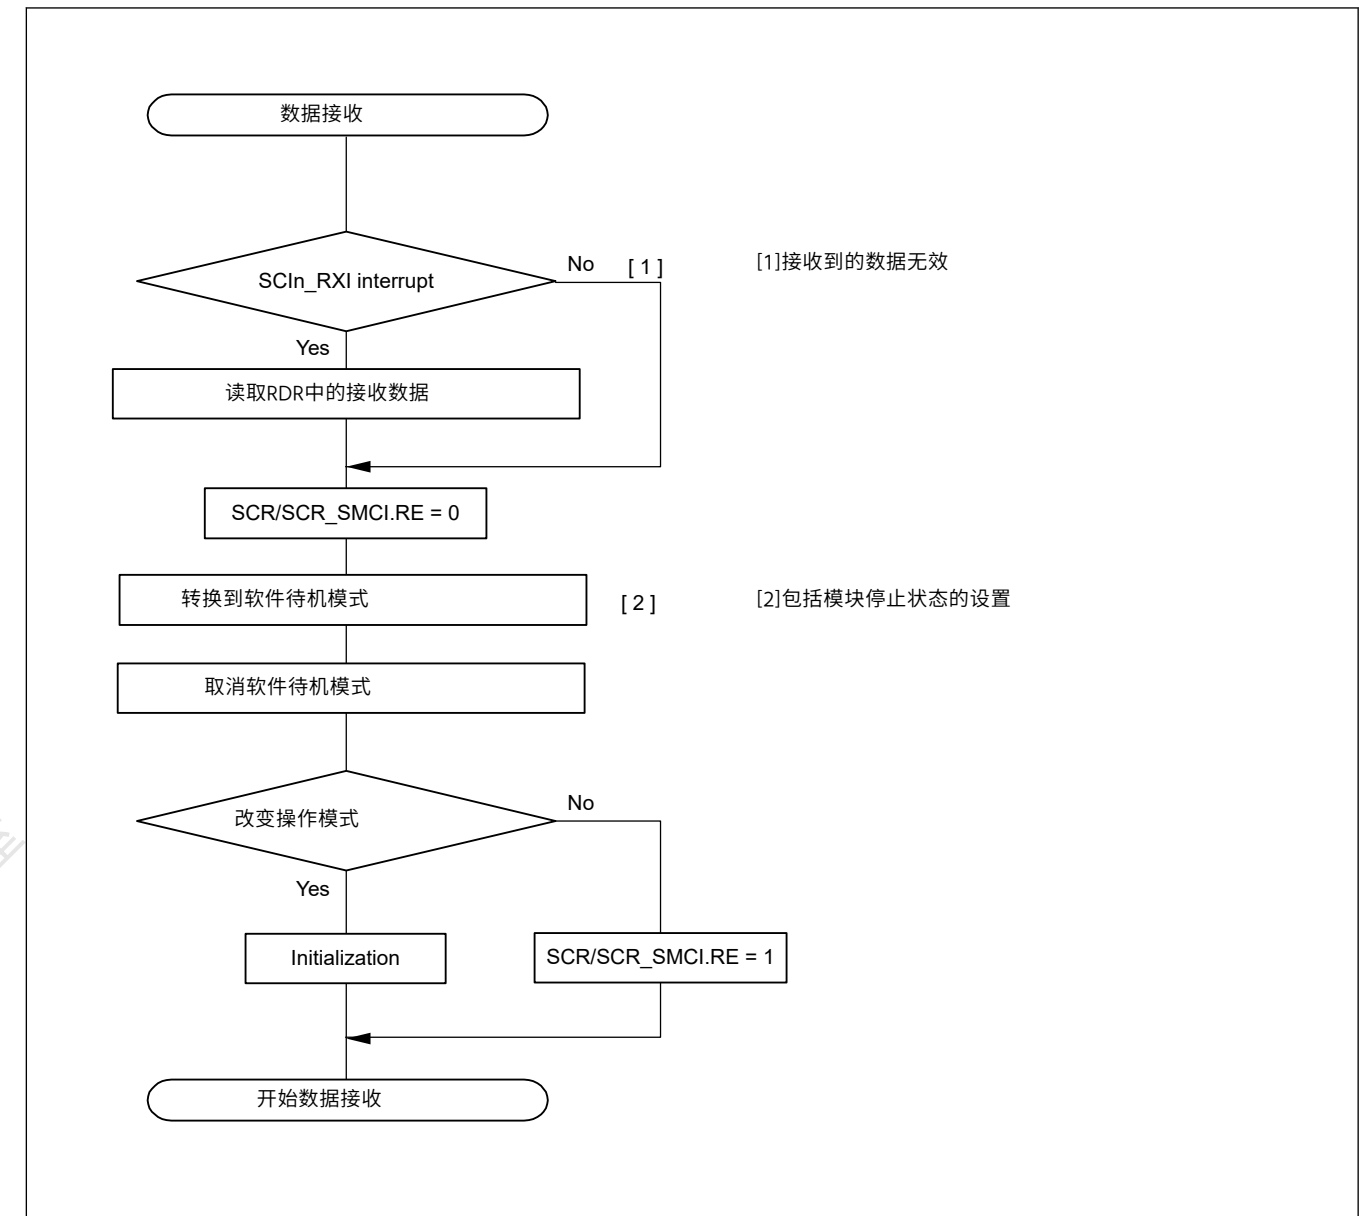 数据接收
SCIn_RXI interrupt
No
[ 1 ]
[1]接收到的数据无效
Yes
读取RDR中的接收数据
SCR/SCR_SMCI.RE = 0
转换到软件待机模式
[ 2 ]
[2]包括模块停止状态的设置
取消软件待机模式
改变操作模式
No
Yes
Initialization
SCR/SCR_SMCI.RE = 1
开始数据接收